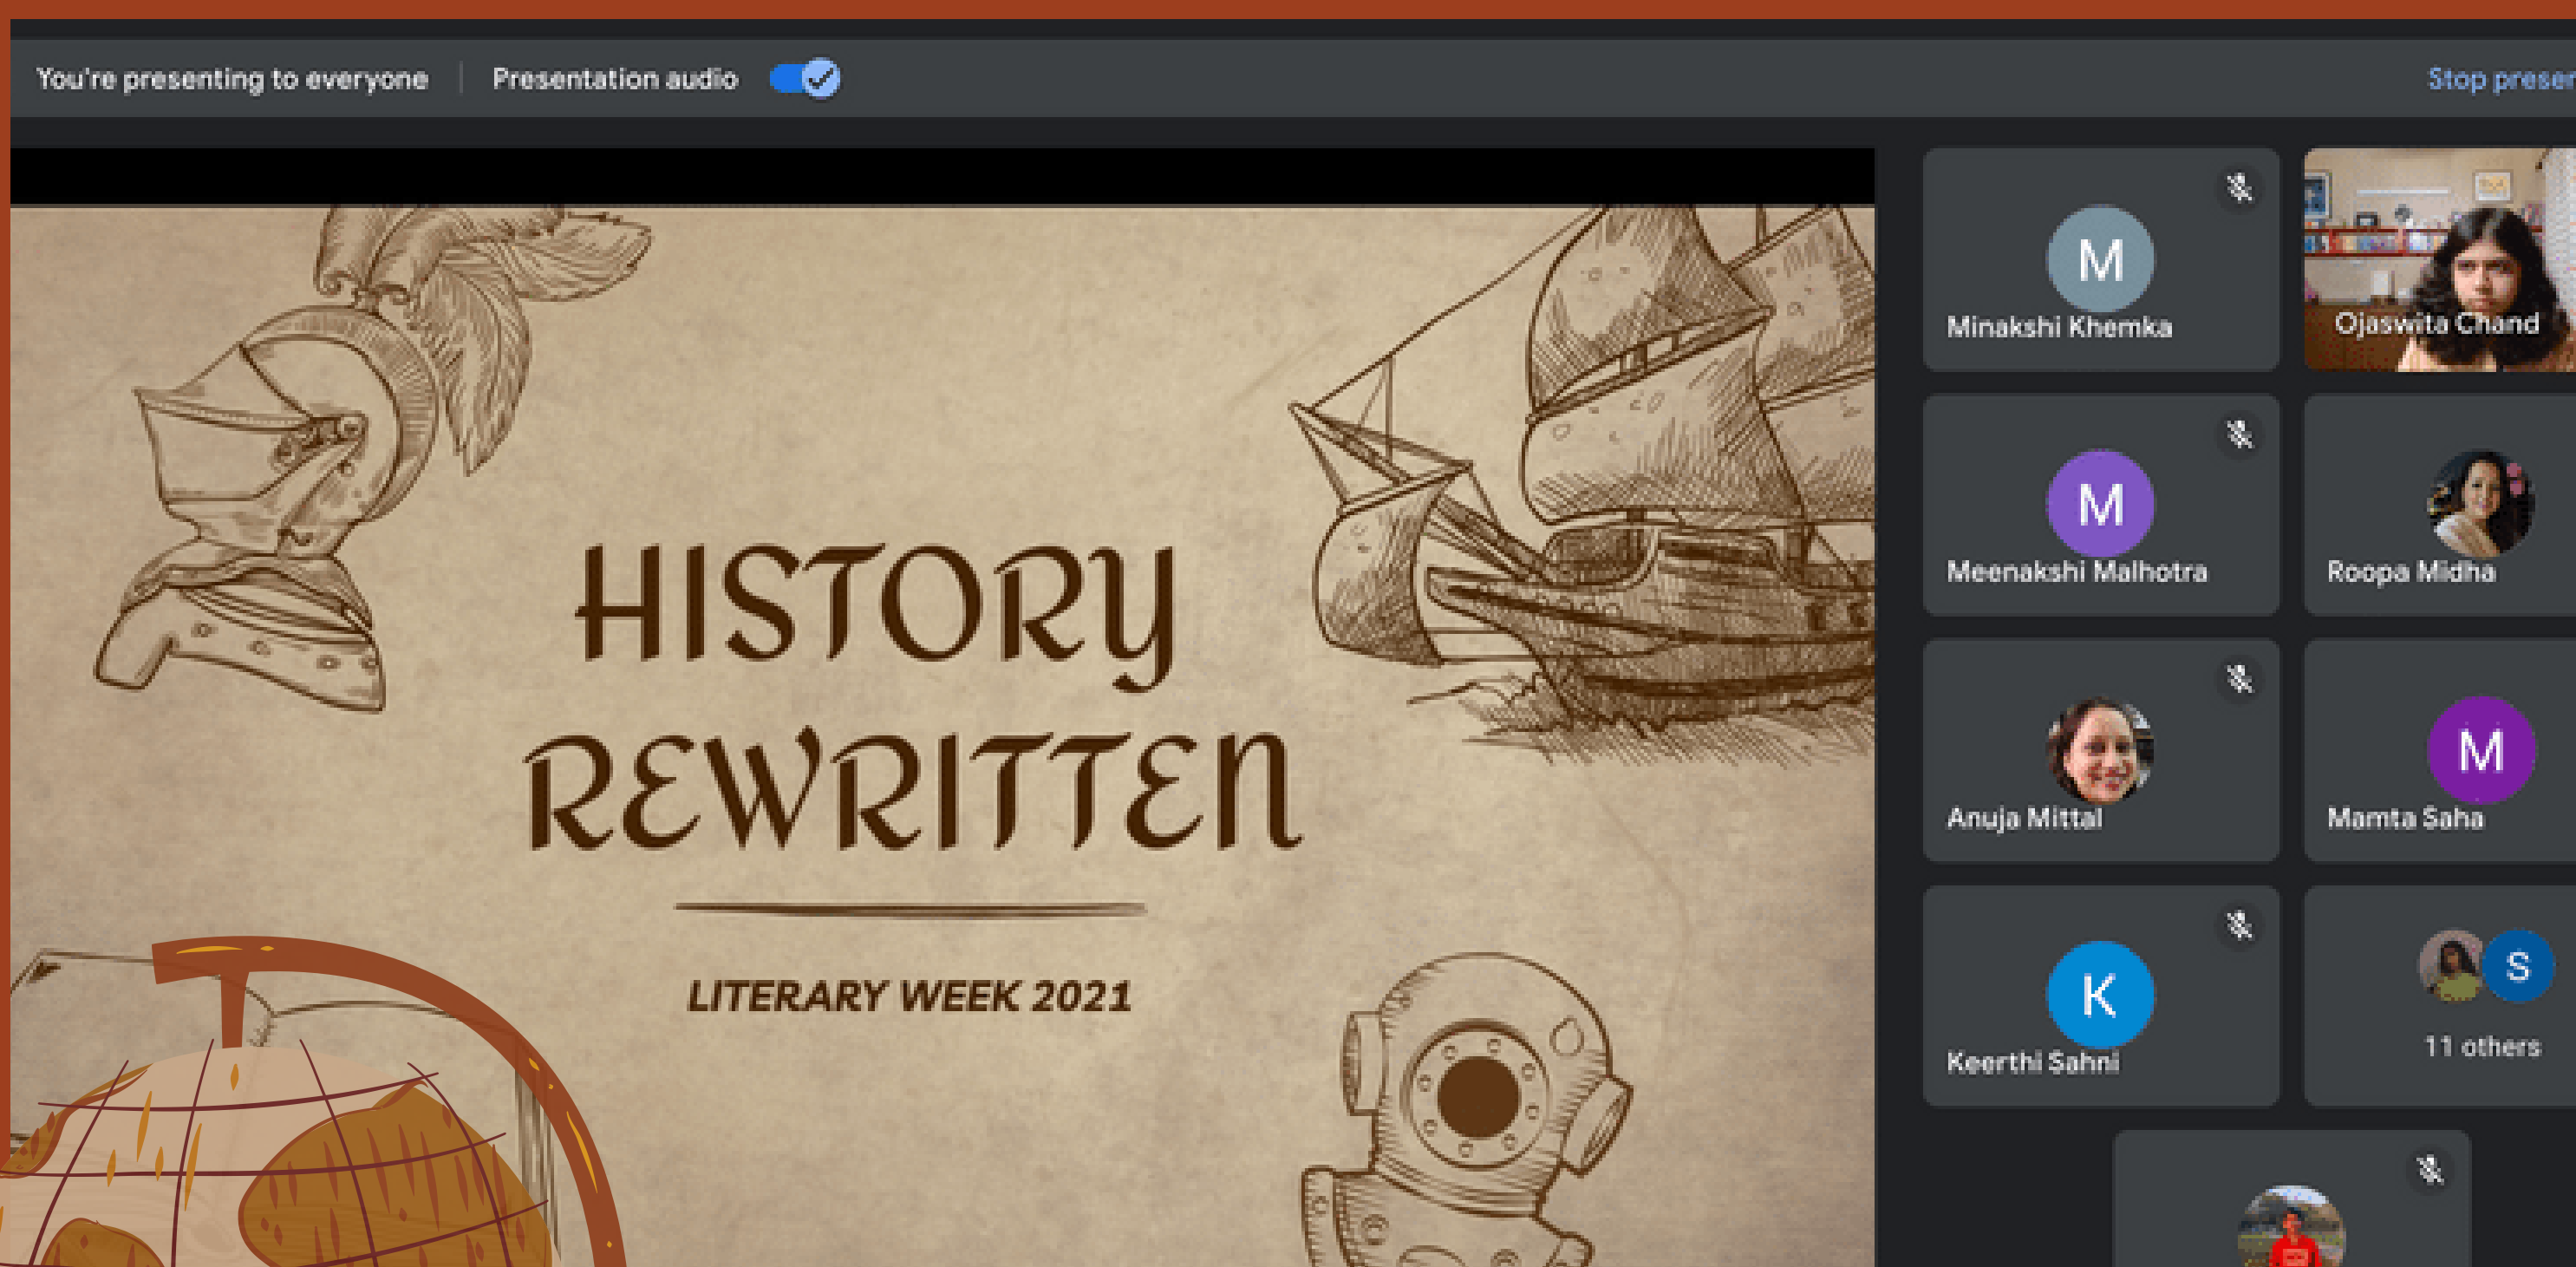 You're presenting to everyone
Presentation audio
Stop presen
HISTORY
REWRITTEN
LITERARY WEEK 2021
M
Minakshi Khemka
Ojaswita Chand
M
Meenakshi Malhotra
Roopa Midha
Anuja Mittal
M
Mamta Saha
K
Keerthi Sahni
S
11 others